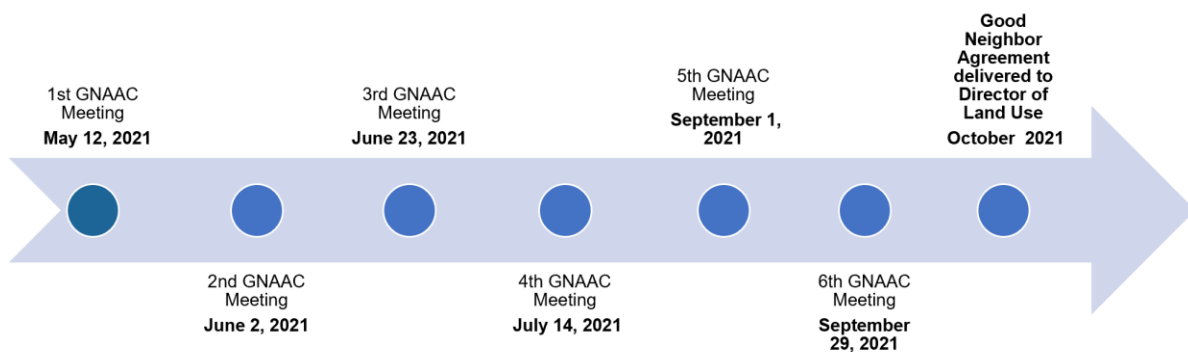 1st GNAAC
Meeting
May 12, 2021
2nd GNAAC
Meeting
June 2, 2021
3rd GNAAC
Meeting
June 23, 2021
4th GNAAC
Meeting
July 14, 2021
5th GNAAC
Meeting
September 1,
2021
6th GNAAC
Meeting
September
29, 2021
Good
Neighbor
Agreement
delivered to
Director of
Land Use
October 2021